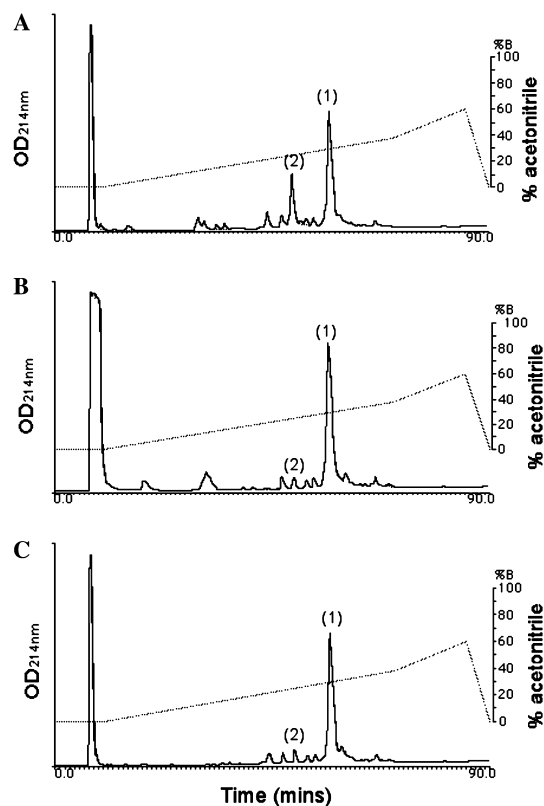 A
OD214nm
(2)
(1)
%B
100
80
60
40
20
0
% acetonitrile
0.0
90.0
B
OD214nm
(2)
(1)
%B
100
80
60
40
20
0
% acetonitrile
0.0
90.0
C
OD214nm
(2)
(1)
%B
100
80
60
40
20
0
% acetonitrile
0.0
90.0
Time (mins)